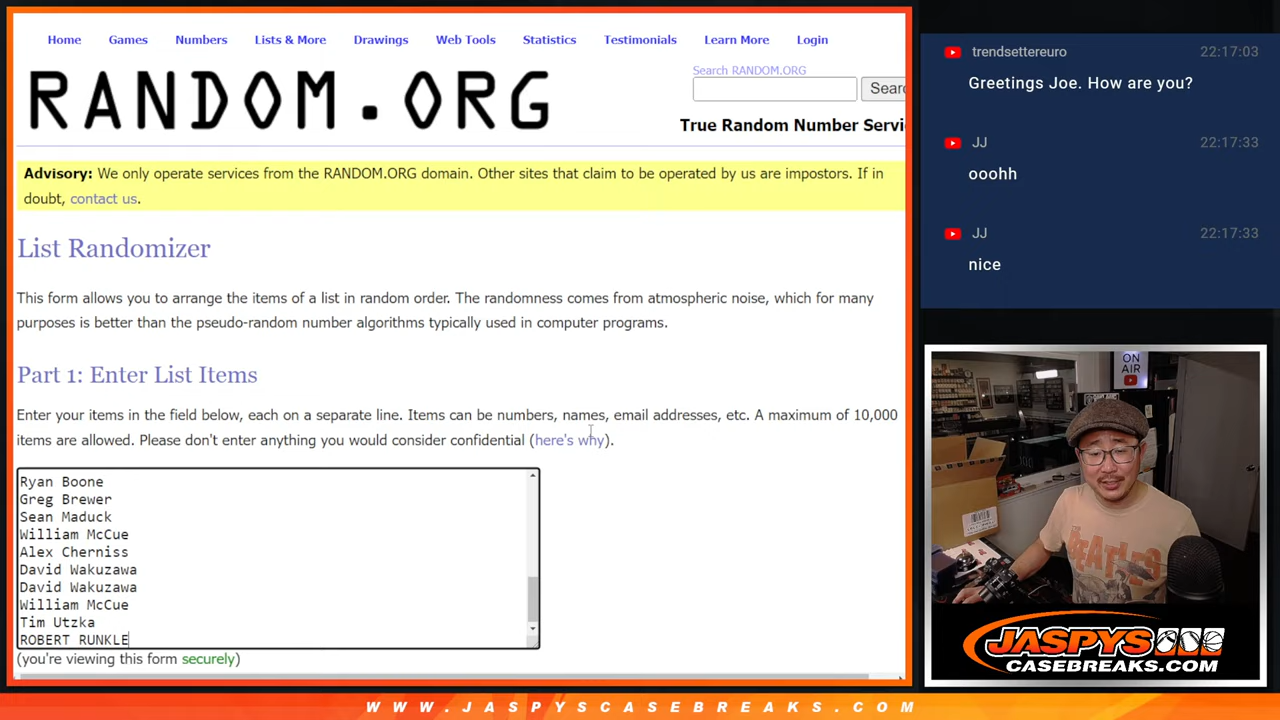 Home Games Numbers Lists & More Drawings Web Tools Statistics Testimonials Learn More Login
Search RANDOM.ORG
RANDOM.ORG
True Random Number Servi
Advisory: We only operate services from the RANDOM.ORG domain. Other sites that claim to be operated by us are impostors. If in
doubt, contact us.
List Randomizer
This form allows you to arrange the items of a list in random order. The randomness comes from atmospheric noise, which for many
purposes is better than the pseudo-random number algorithms typically used in computer programs.
Part 1: Enter List Items
Enter your items in the field below, each on a separate line. Items can be numbers, names, email addresses, etc. A maximum of 10,000
items are allowed. Please don't enter anything you would consider confidential (here's why).
Ryan Boone
Greg Brewer
Sean Maduck
William McCue
Alex Cherniss
David Wakuzawa
David Wakuzawa
William McCue
Tim Utzka
ROBERT RUNKLE
(you're viewing this form securely)
trendsettereuro 22:17:03
Greetings Joe. How are you?
JJ 22:17:33
ooohh
JJ 22:17:33
nice
ON
AIR
BEATLES
JASPYS
CASEBREAKS.COM
WWW.JASPYSCASEBREAKS.COM